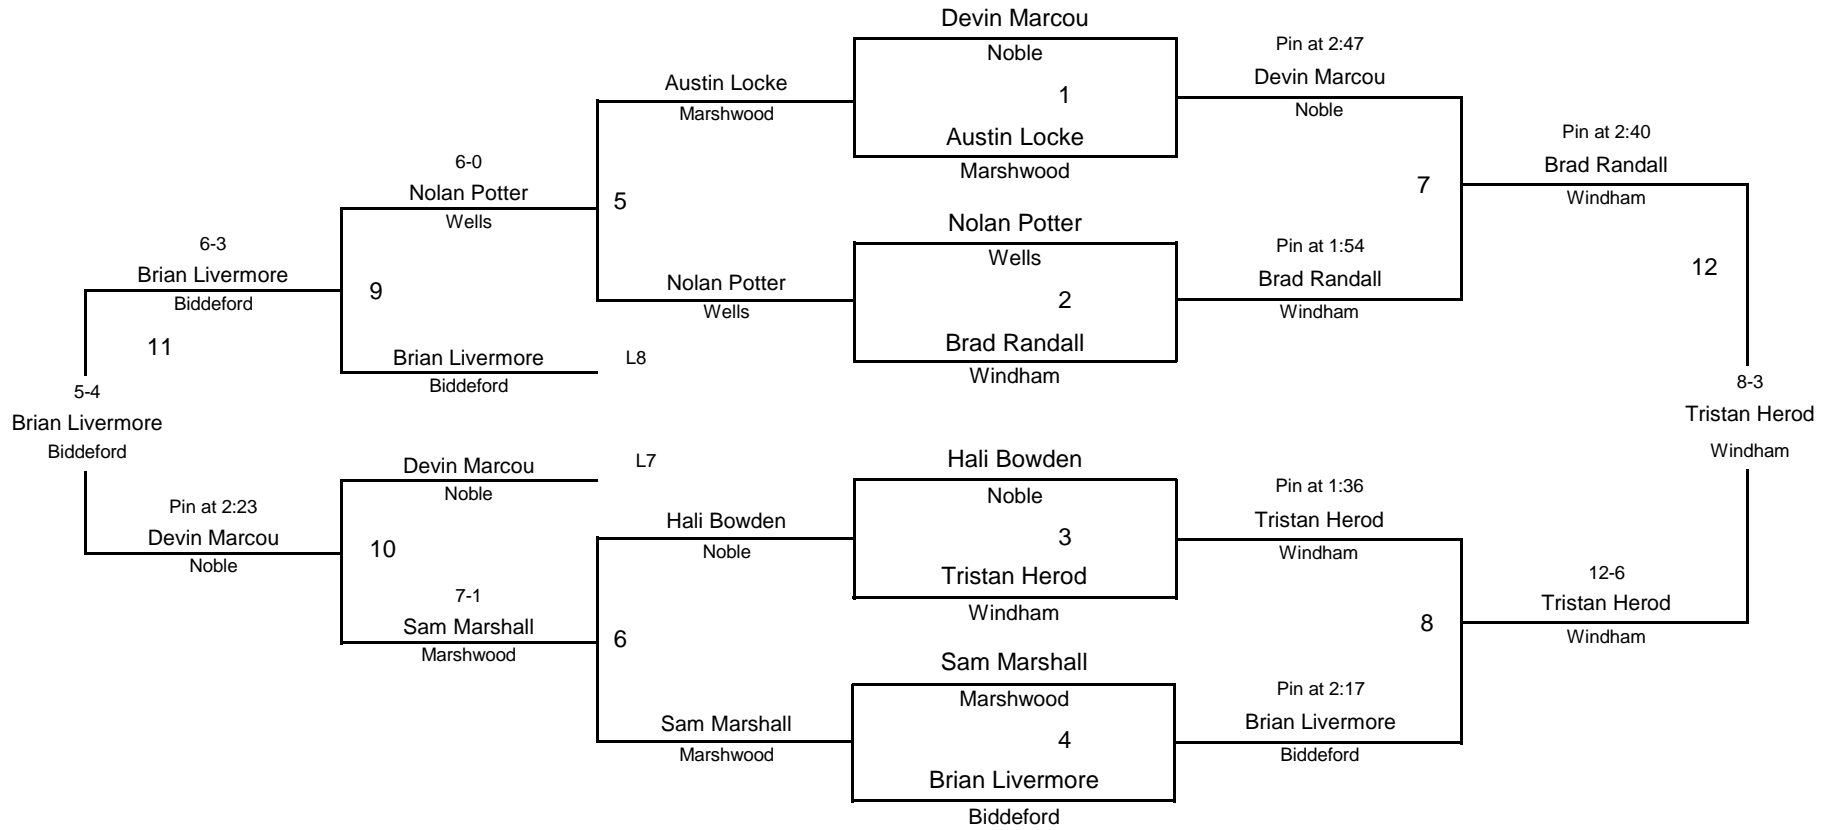 Devin Marcou
Noble
1
Austin Locke
Marshwood
Pin at 2:47
Devin Marcou
Noble
Austin Locke
Marshwood
Pin at 2:40
Brad Randall
Windham
7
6-0
Nolan Potter
Wells
5
Nolan Potter
Wells
2
Brad Randall
Windham
Pin at 1:54
Brad Randall
Windham
12
6-3
Brian Livermore
Biddeford
9
Nolan Potter
Wells
11
Brian Livermore
Biddeford
L8
5-4
Brian Livermore
Biddeford
8-3
Tristan Herod
Windham
Devin Marcou
Noble
L7
Hali Bowden
Noble
3
Tristan Herod
Windham
Pin at 1:36
Tristan Herod
Windham
Pin at 2:23
Devin Marcou
Noble
10
Hali Bowden
Noble
12-6
Tristan Herod
Windham
7-1
Sam Marshall
Marshwood
6
8
Sam Marshall
Marshwood
4
Brian Livermore
Biddeford
Pin at 2:17
Brian Livermore
Biddeford
Sam Marshall
Marshwood